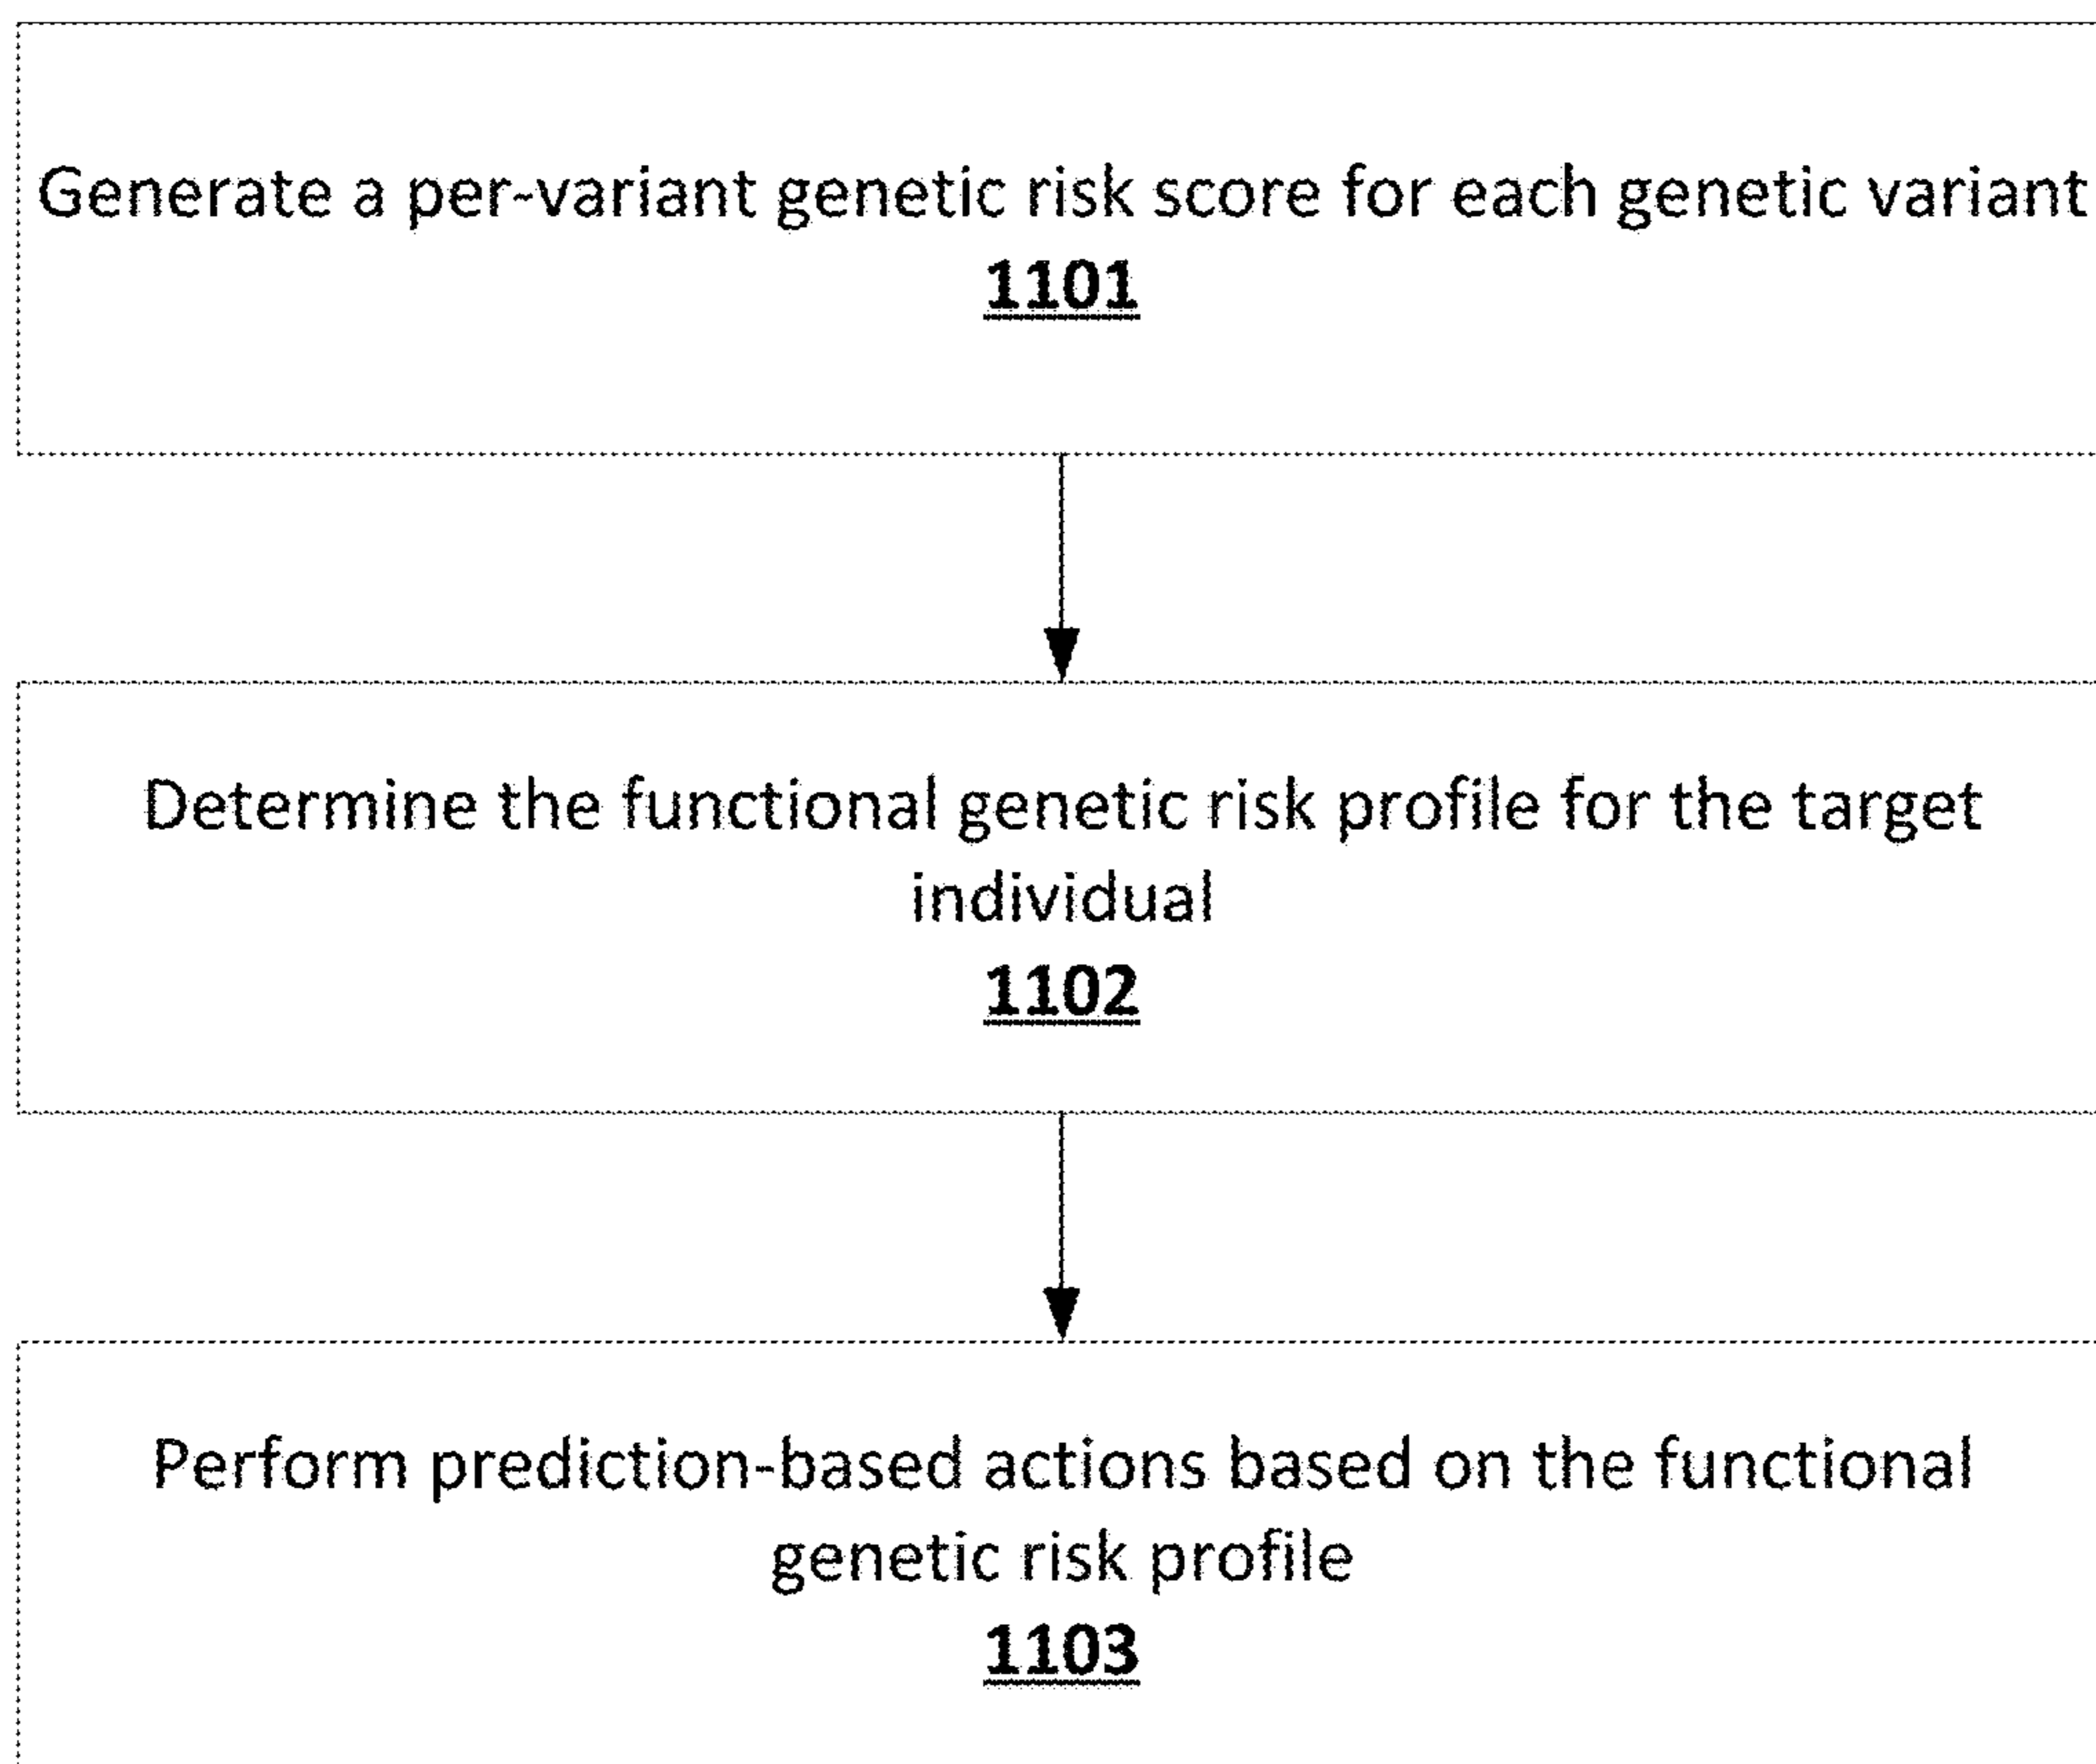 Generate a per-variant genetic risk score for each genetic variant
1101
Determine the functional genetic risk profile for the target
individual
1102
Perform prediction-based actions based on the functional
genetic risk profile
1103